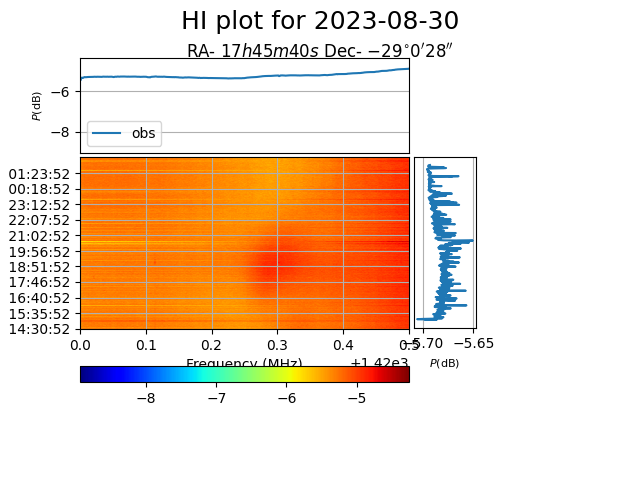 HI plot for 2023-08-30
RA- 17h45m40s Dec- −29°0′28″
P(dB)
−6
−8
obs
01:23:52
00:18:52
23:12:52
22:07:52
21:02:52
19:56:52
18:51:52
17:46:52
16:40:52
15:35:52
14:30:52
0.0 0.1 0.2 0.3 0.4 0.5
Frequency (MHz) +1.42e3
−5.70 −5.65
P(dB)
−8 −7 −6 −5